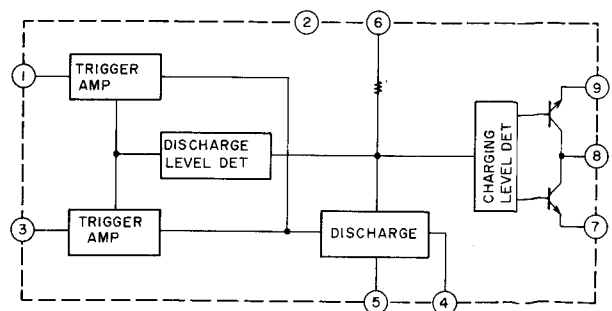 2
6
1
TRIGGER
AMP
9
DISCHARGE
LEVEL DET
CHARGING
LEVEL DET
8
3
TRIGGER
AMP
DISCHARGE
7
5
4